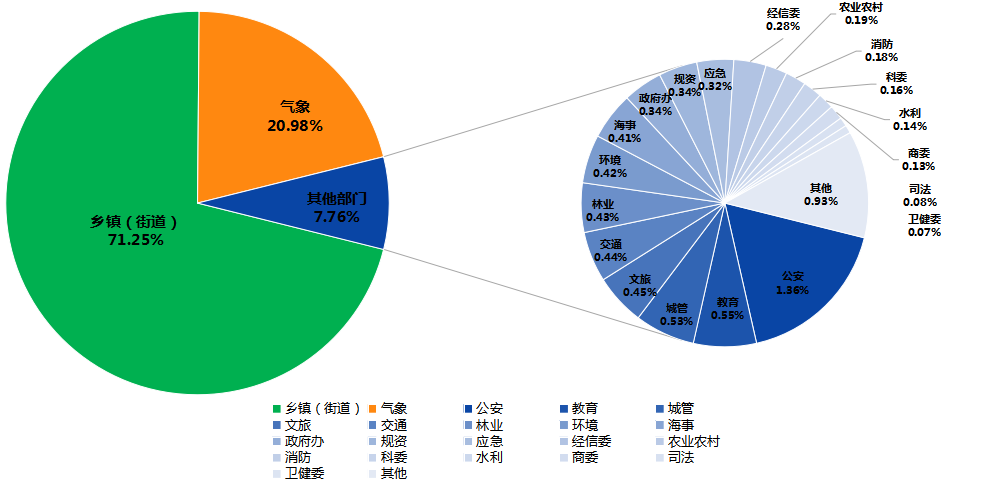 气象
20.98%
其他部门
7.76%
乡镇（街道）
71.25%
经信委
0.28%
农业农村
0.19%
消防
0.18%
科委
0.16%
水利
0.14%
商委
0.13%
司法
0.08%
卫健委
0.07%
其他
0.93%
公安
1.36%
教育
0.55%
城管
0.53%
文旅
0.45%
交通
0.44%
林业
0.43%
环境
0.42%
海事
0.41%
政府办
0.34%
规资
0.34%
应急
0.32%
乡镇（街道） 气象 公安 教育 城管
文旅 交通 林业 环境 海事
政府办 规资 应急 经信委 农业农村
消防 科委 水利 商委 司法
卫健委 其他